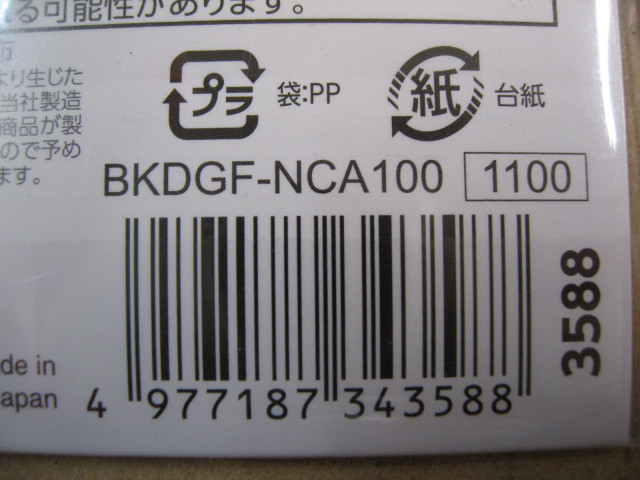 る可能性があります。
より生じた
当社製造
商品が製
ので予め
ます。
プラ
袋:PP
紙
台紙
BKDGF-NCA100
1100
3588
de in
apan
4 977187 343588